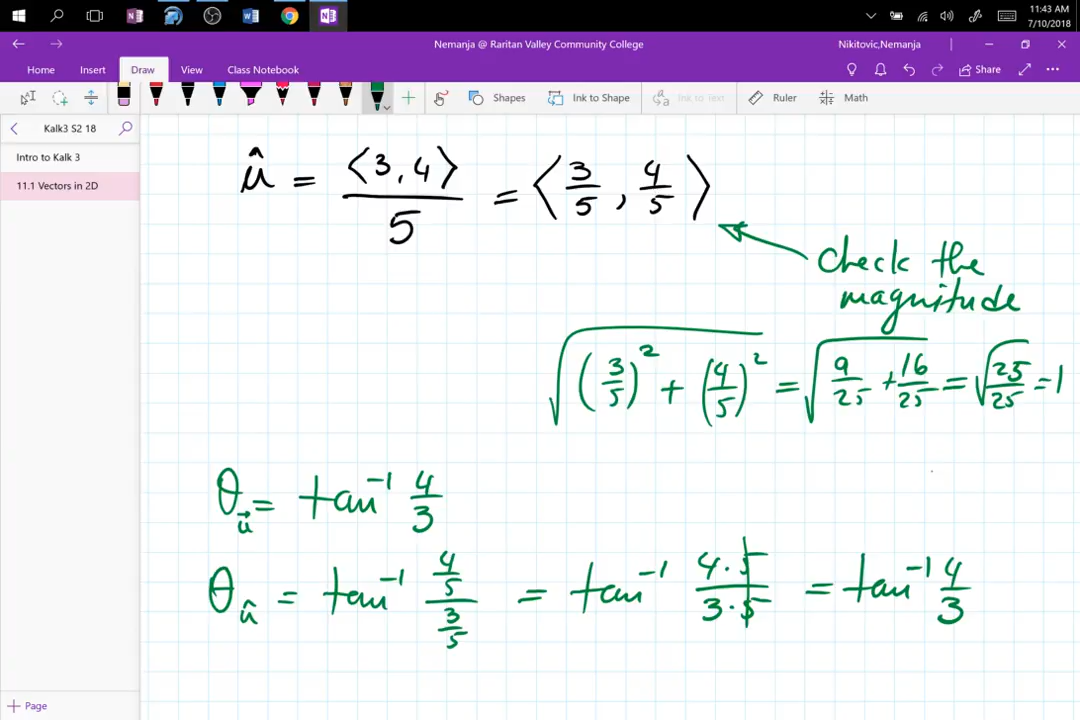 11:43 AM
7/10/2018
Nemanja @ Raritan Valley Community College
Nikitovic,Nemanja
Home Insert Draw View Class Notebook Share
Shapes Ink to Shape Ink to Text Ruler Math
Kalk3 S2 18
Intro to Kalk 3
11.1 Vectors in 2D
û = ⟨3, 4⟩ / 5 = ⟨3/5, 4/5⟩
check the
magnitude
√((3/5)² + (4/5)²) = √(9/25 + 16/25) = √(25/25) = 1
θ_u⃗ = tan⁻¹ 4/3
θ_û = tan⁻¹ (4/5)/(3/5) = tan⁻¹ (4·5)/(3·5) = tan⁻¹ 4/3
+ Page